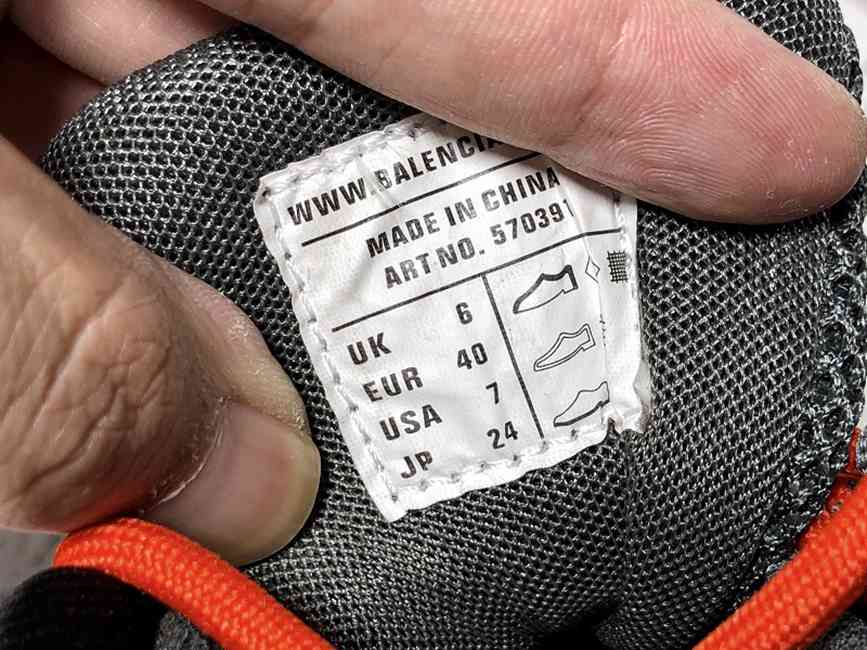 WWW.BALENCIA
MADE IN CHINA
ART·NO. 570391
UK 6
EUR 40
USA 7
JP 24